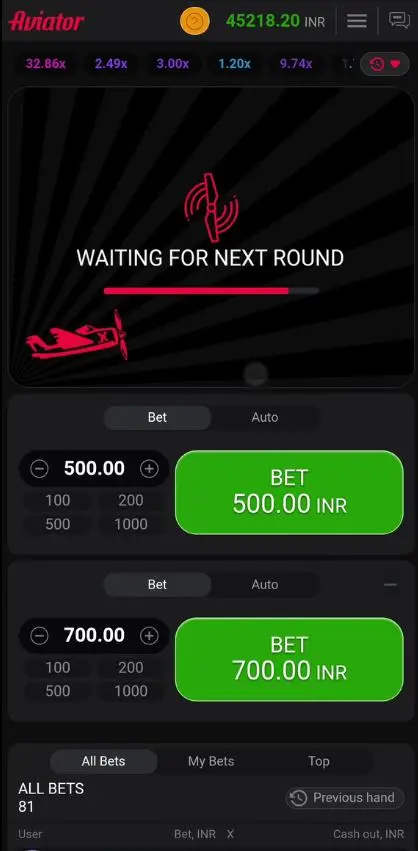 Aviator
45218.20 INR
32.86x 2.49x 3.00x 1.20x 9.74x
WAITING FOR NEXT ROUND
X
Bet Auto
500.00
100 200
500 1000
BET
500.00 INR
Bet Auto
700.00
100 200
500 1000
BET
700.00 INR
All Bets My Bets Top
ALL BETS
81
Previous hand
User Bet, INR X Cash out, INR